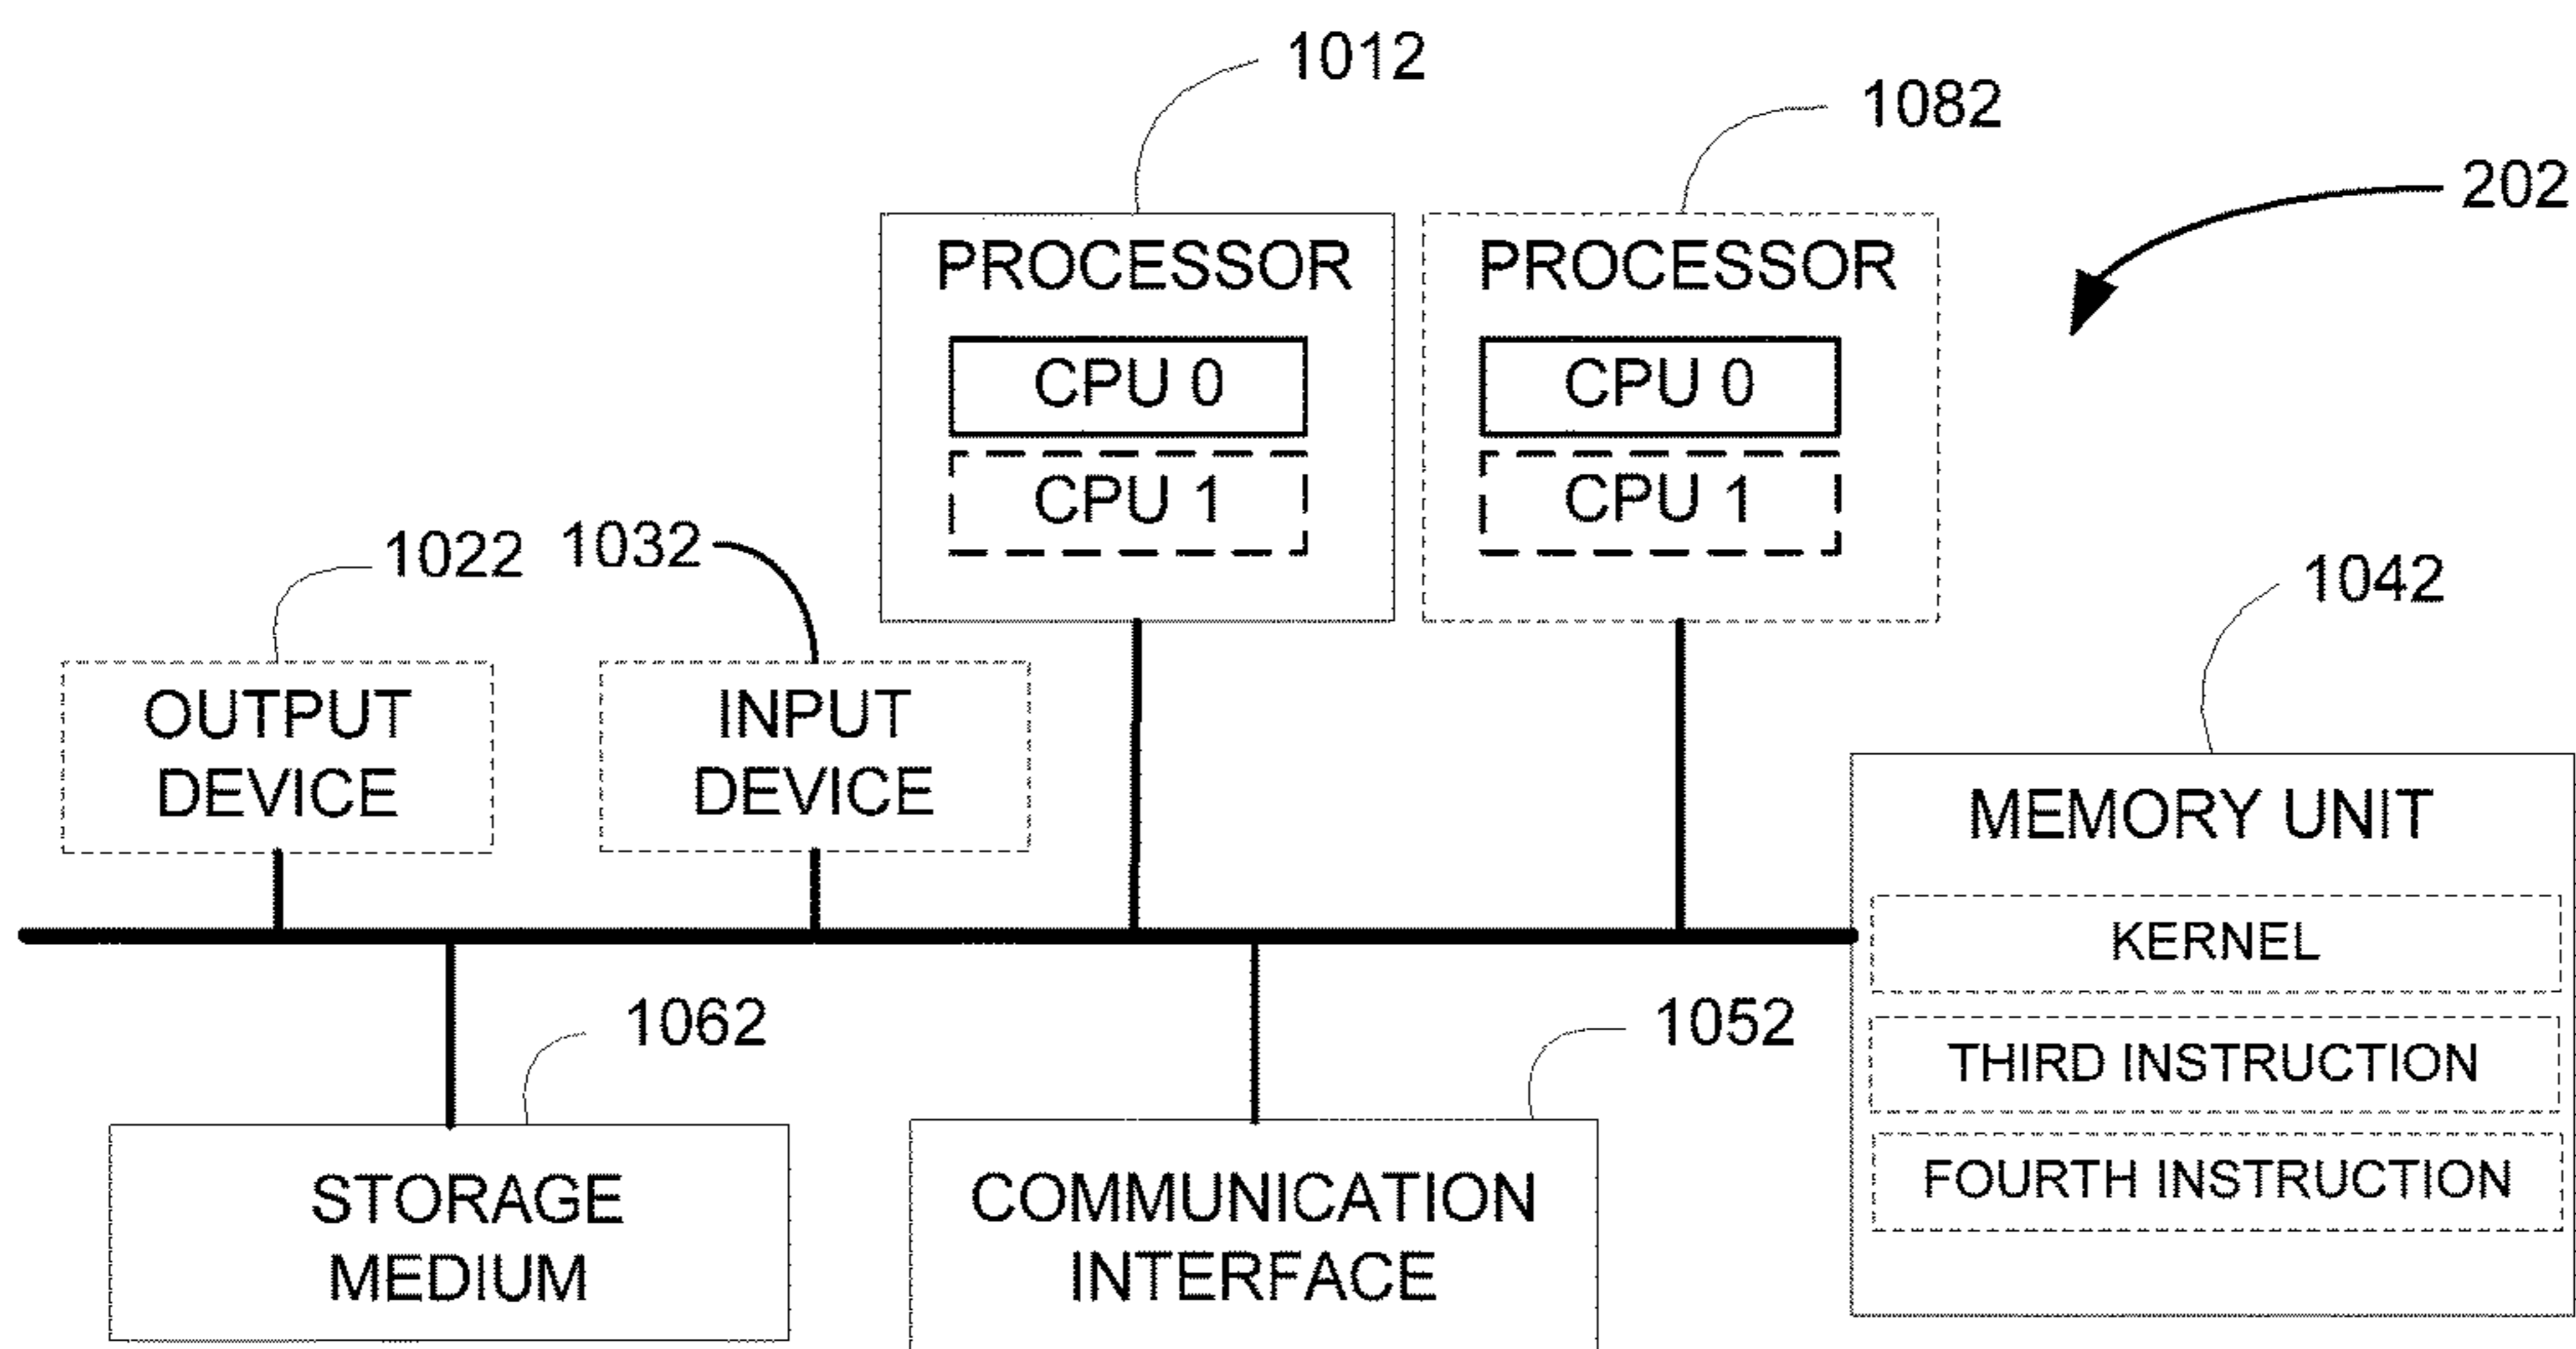 1012
1082
202
PROCESSOR
CPU 0
CPU 1
PROCESSOR
CPU 0
CPU 1
1022
1032
1042
OUTPUT
DEVICE
INPUT
DEVICE
MEMORY UNIT
KERNEL
THIRD INSTRUCTION
FOURTH INSTRUCTION
1062
1052
STORAGE
MEDIUM
COMMUNICATION
INTERFACE